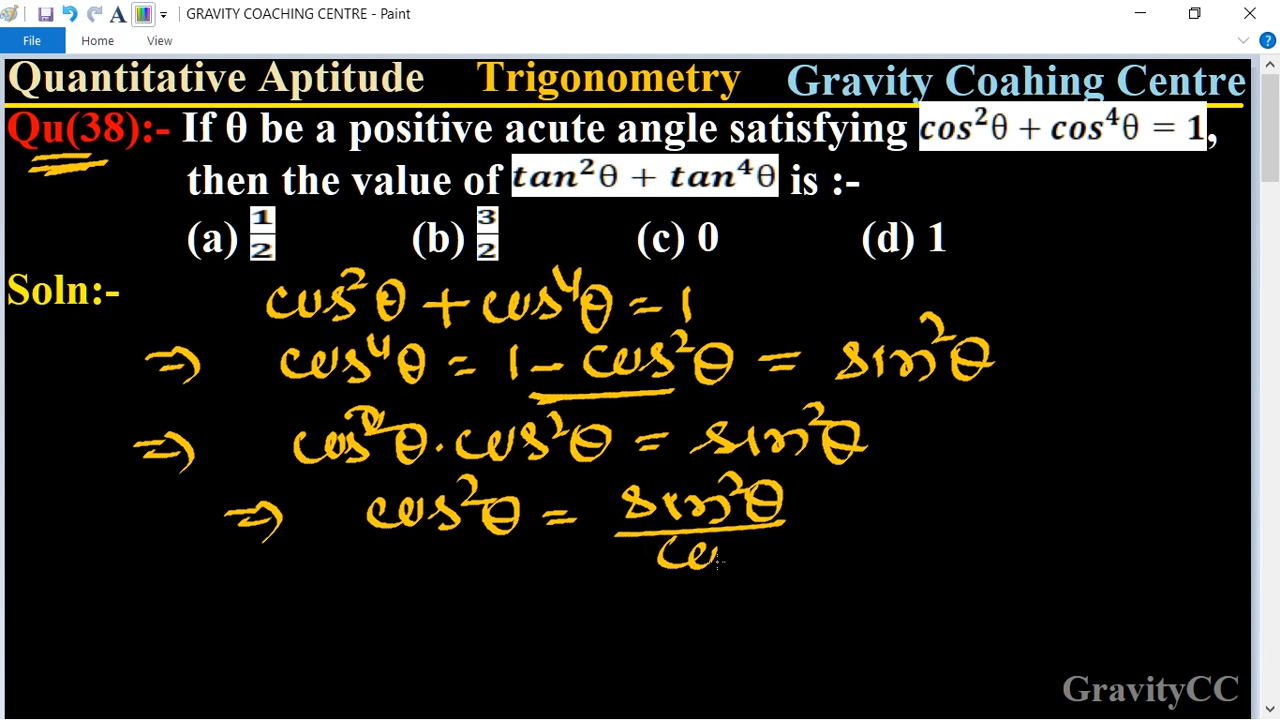 GRAVITY COACHING CENTRE - Paint
File Home View
Quantitative Aptitude Trigonometry Gravity Coahing Centre
Qu(38):- If θ be a positive acute angle satisfying cos²θ + cos⁴θ = 1,
then the value of tan²θ + tan⁴θ is :-
(a) 1/2 (b) 3/2 (c) 0 (d) 1
Soln:- cos²θ + cos⁴θ = 1
⇒ cos⁴θ = 1 - cos²θ = sin²θ
⇒ cos²θ · cos²θ = sin²θ
⇒ cos²θ = sin²θ / co
GravityCC